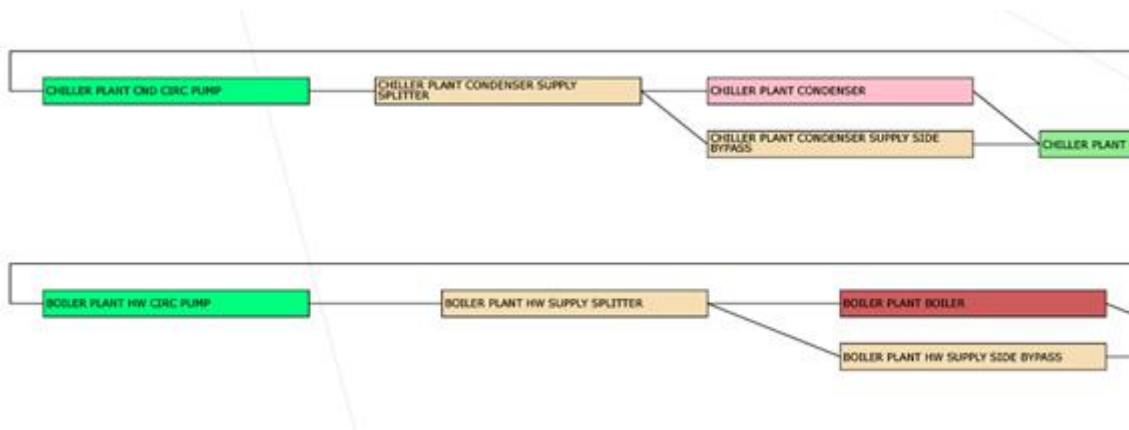 CHILLER PLANT CND CIRC PUMP
CHILLER PLANT CONDENSER SUPPLY
SPLITTER
CHILLER PLANT CONDENSER
CHILLER PLANT CONDENSER SUPPLY SIDE
BYPASS
CHILLER PLANT
BOILER PLANT HW CIRC PUMP
BOILER PLANT HW SUPPLY SPLITTER
BOILER PLANT BOILER
BOILER PLANT HW SUPPLY SIDE BYPASS